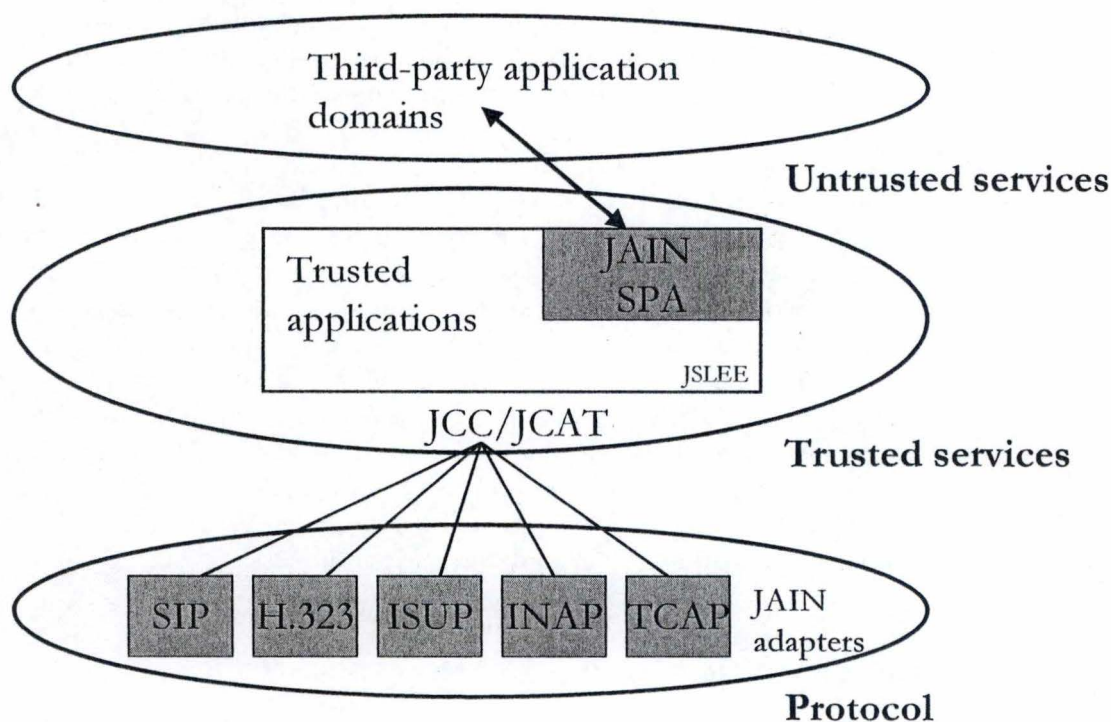 Third-party application
domains
Untrusted services
JAIN
SPA
Trusted
applications
JSLEE
JCC/JCAT
Trusted services
SIP
H.323
ISUP
INAP
TCAP
JAIN
adapters
Protocol